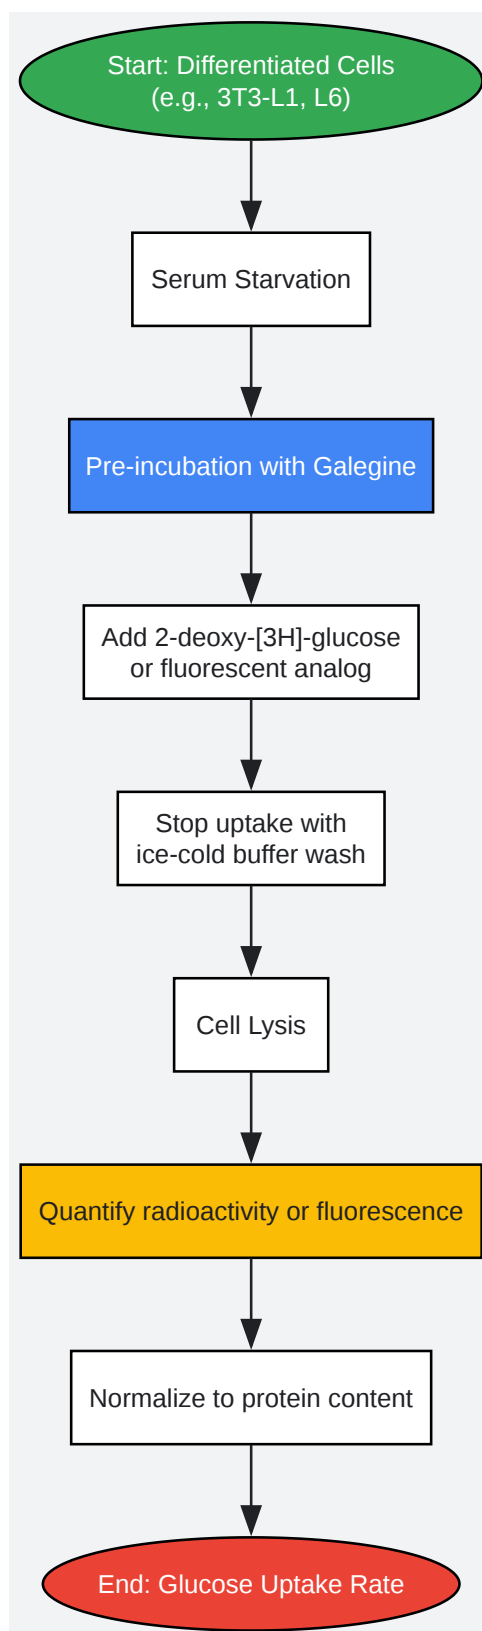 Start: Differentiated Cells
(e.g., 3T3-L1, L6)
Serum Starvation
Pre-incubation with Galegine
Add 2-deoxy-[3H]-glucose
or fluorescent analog
Stop uptake with
ice-cold buffer wash
Cell Lysis
Quantify radioactivity or fluorescence
Normalize to protein content
End: Glucose Uptake Rate